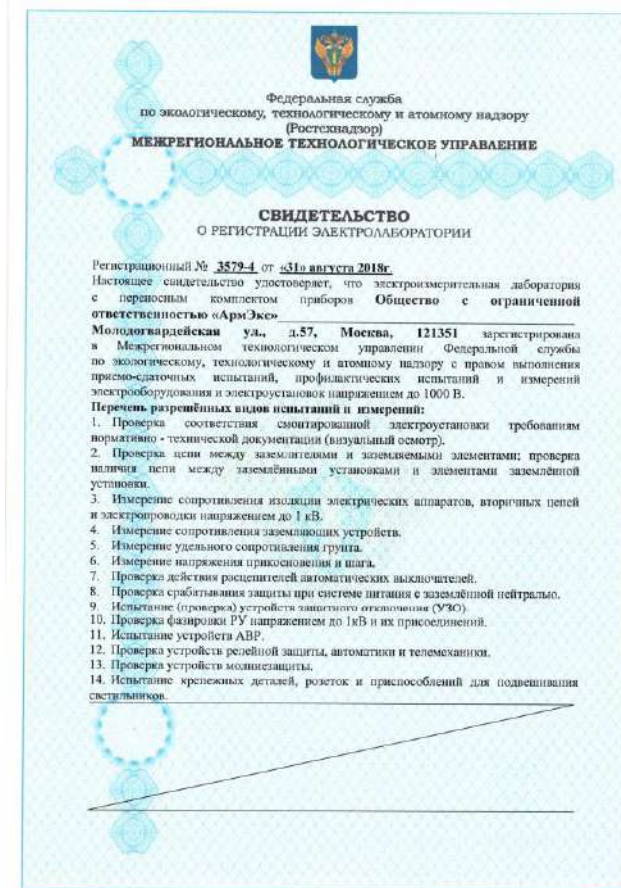 Федеральная служба
по экологическому, технологическому и атомному надзору
(Ростехнадзор)
МЕЖРЕГИОНАЛЬНОЕ ТЕХНОЛОГИЧЕСКОЕ УПРАВЛЕНИЕ
СВИДЕТЕЛЬСТВО
О РЕГИСТРАЦИИ ЭЛЕКТРОЛАБОРАТОРИИ
Регистрационный № 3579-4 от «31» августа 2018г.
Настоящее свидетельство удостоверяет, что электроизмерительная лаборатория
с переносным комплектом приборов Общество с ограниченной
ответственностью «АрмЭкс»
Молодогвардейская ул., д.57, Москва, 121351 зарегистрирована
в Межрегиональном технологическом управлении Федеральной службы
по экологическому, технологическому и атомному надзору с правом выполнения
приемо-сдаточных испытаний, профилактических испытаний и измерений
электрооборудования и электроустановок напряжением до 1000 В.
Перечень разрешённых видов испытаний и измерений:
1. Проверка соответствия смонтированной электроустановки требованиям
нормативно - технической документации (визуальный осмотр).
2. Проверка цепи между заземлителями и заземляемыми элементами; проверка
наличия цепи между заземлёнными установками и элементами заземлённой
установки.
3. Измерение сопротивления изоляции электрических аппаратов, вторичных цепей
и электропроводки напряжением до 1 кВ.
4. Измерение сопротивления заземляющих устройств.
5. Измерение удельного сопротивления грунта.
6. Измерение напряжения прикосновения и шага.
7. Проверка действия расцепителей автоматических выключателей.
8. Проверка срабатывания защиты при системе питания с заземлённой нейтралью.
9. Испытание (проверка) устройств защитного отключения (УЗО).
10. Проверка фазировки РУ напряжением до 1кВ и их присоединений.
11. Испытание устройств АВР.
12. Проверка устройств релейной защиты, автоматики и телемеханики.
13. Проверка устройств молниезащиты.
14. Испытание крепежных деталей, розеток и приспособлений для подвешивания
светильников.